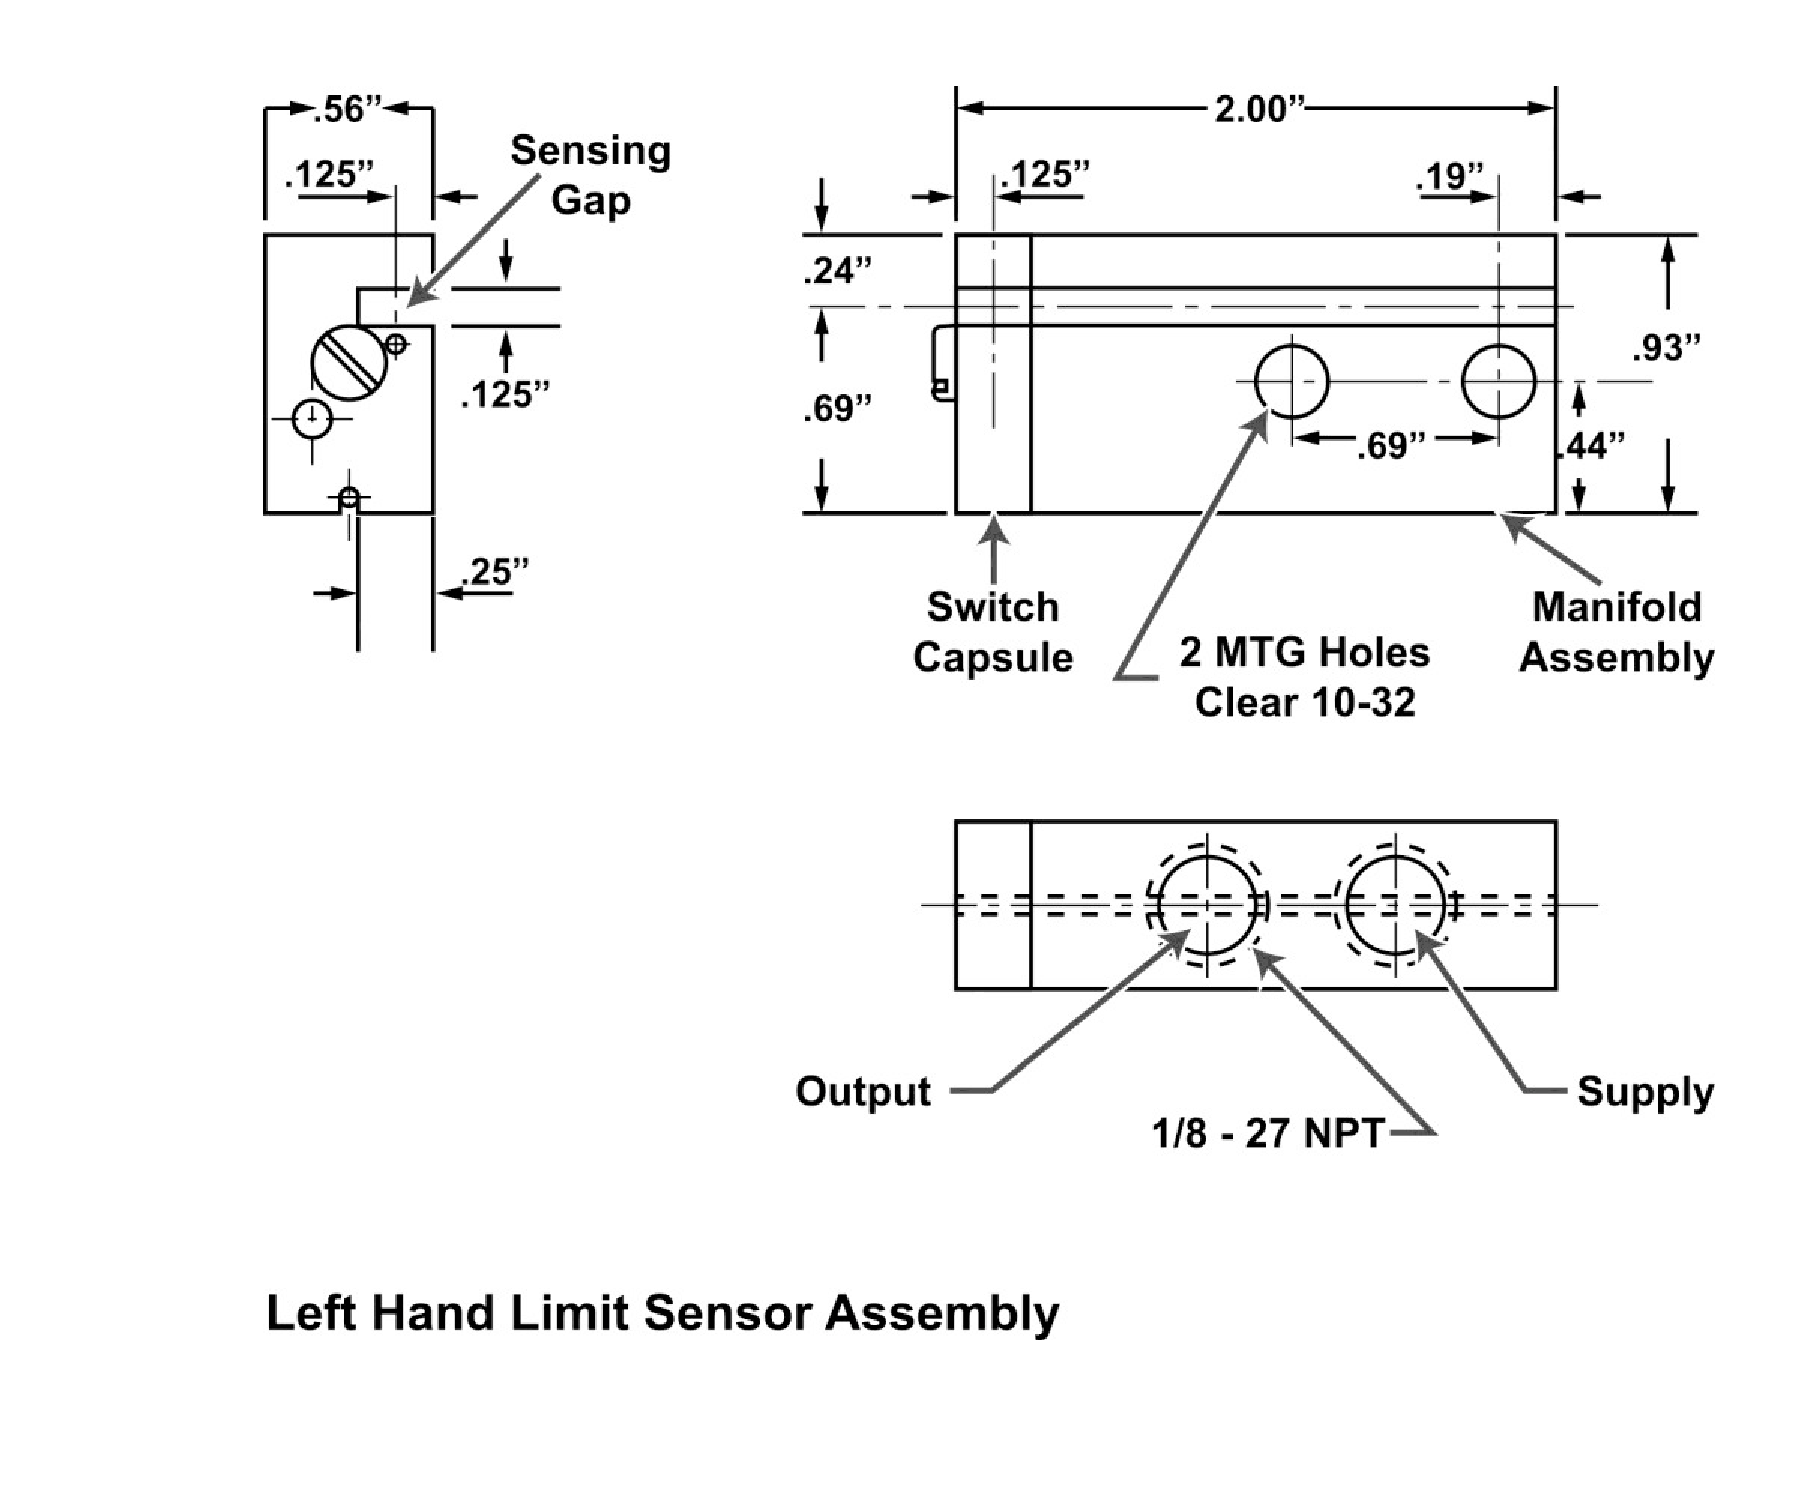 .56”
.125”
Sensing
Gap
.125”
.25”
2.00”
.125”
.19”
.24”
.69”
.93”
.69”
.44”
Switch
Capsule
2 MTG Holes
Clear 10-32
Manifold
Assembly
Output
1/8 - 27 NPT
Supply
Left Hand Limit Sensor Assembly